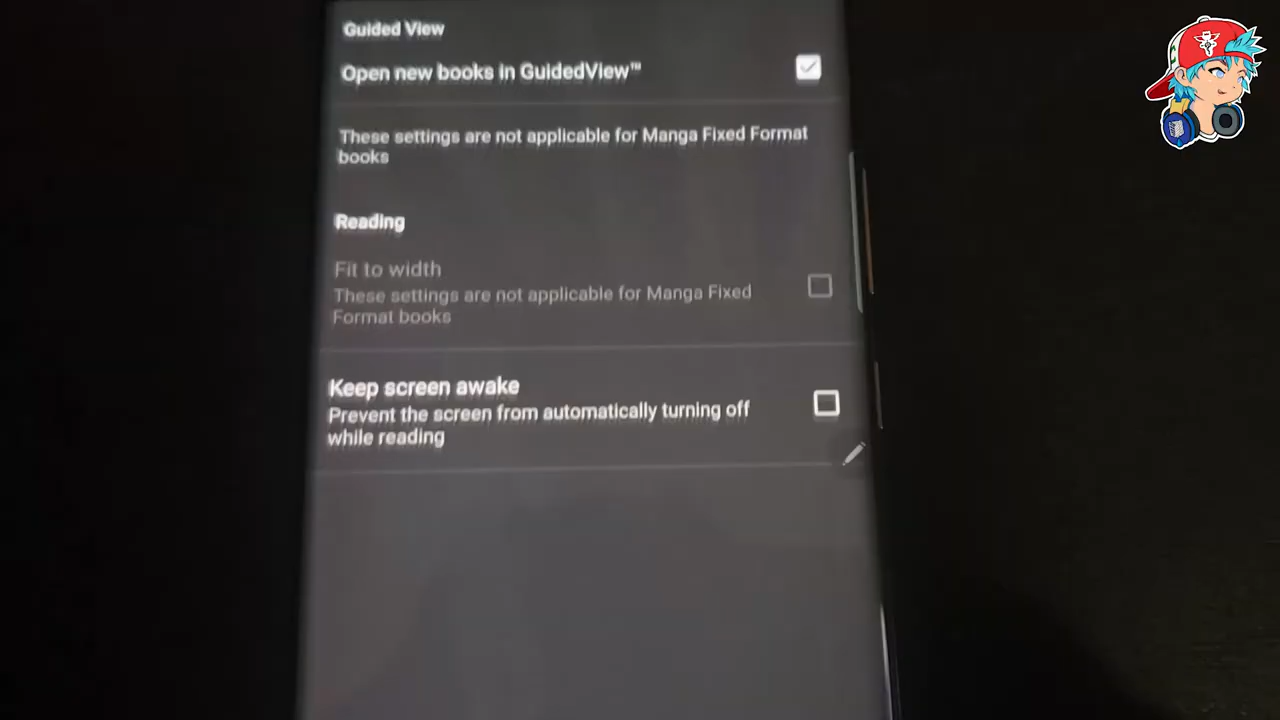 Guided View
Open new books in GuidedView™
These settings are not applicable for Manga Fixed Format
books
Reading
Fit to width
These settings are not applicable for Manga Fixed
Format books
Keep screen awake
Prevent the screen from automatically turning off
while reading